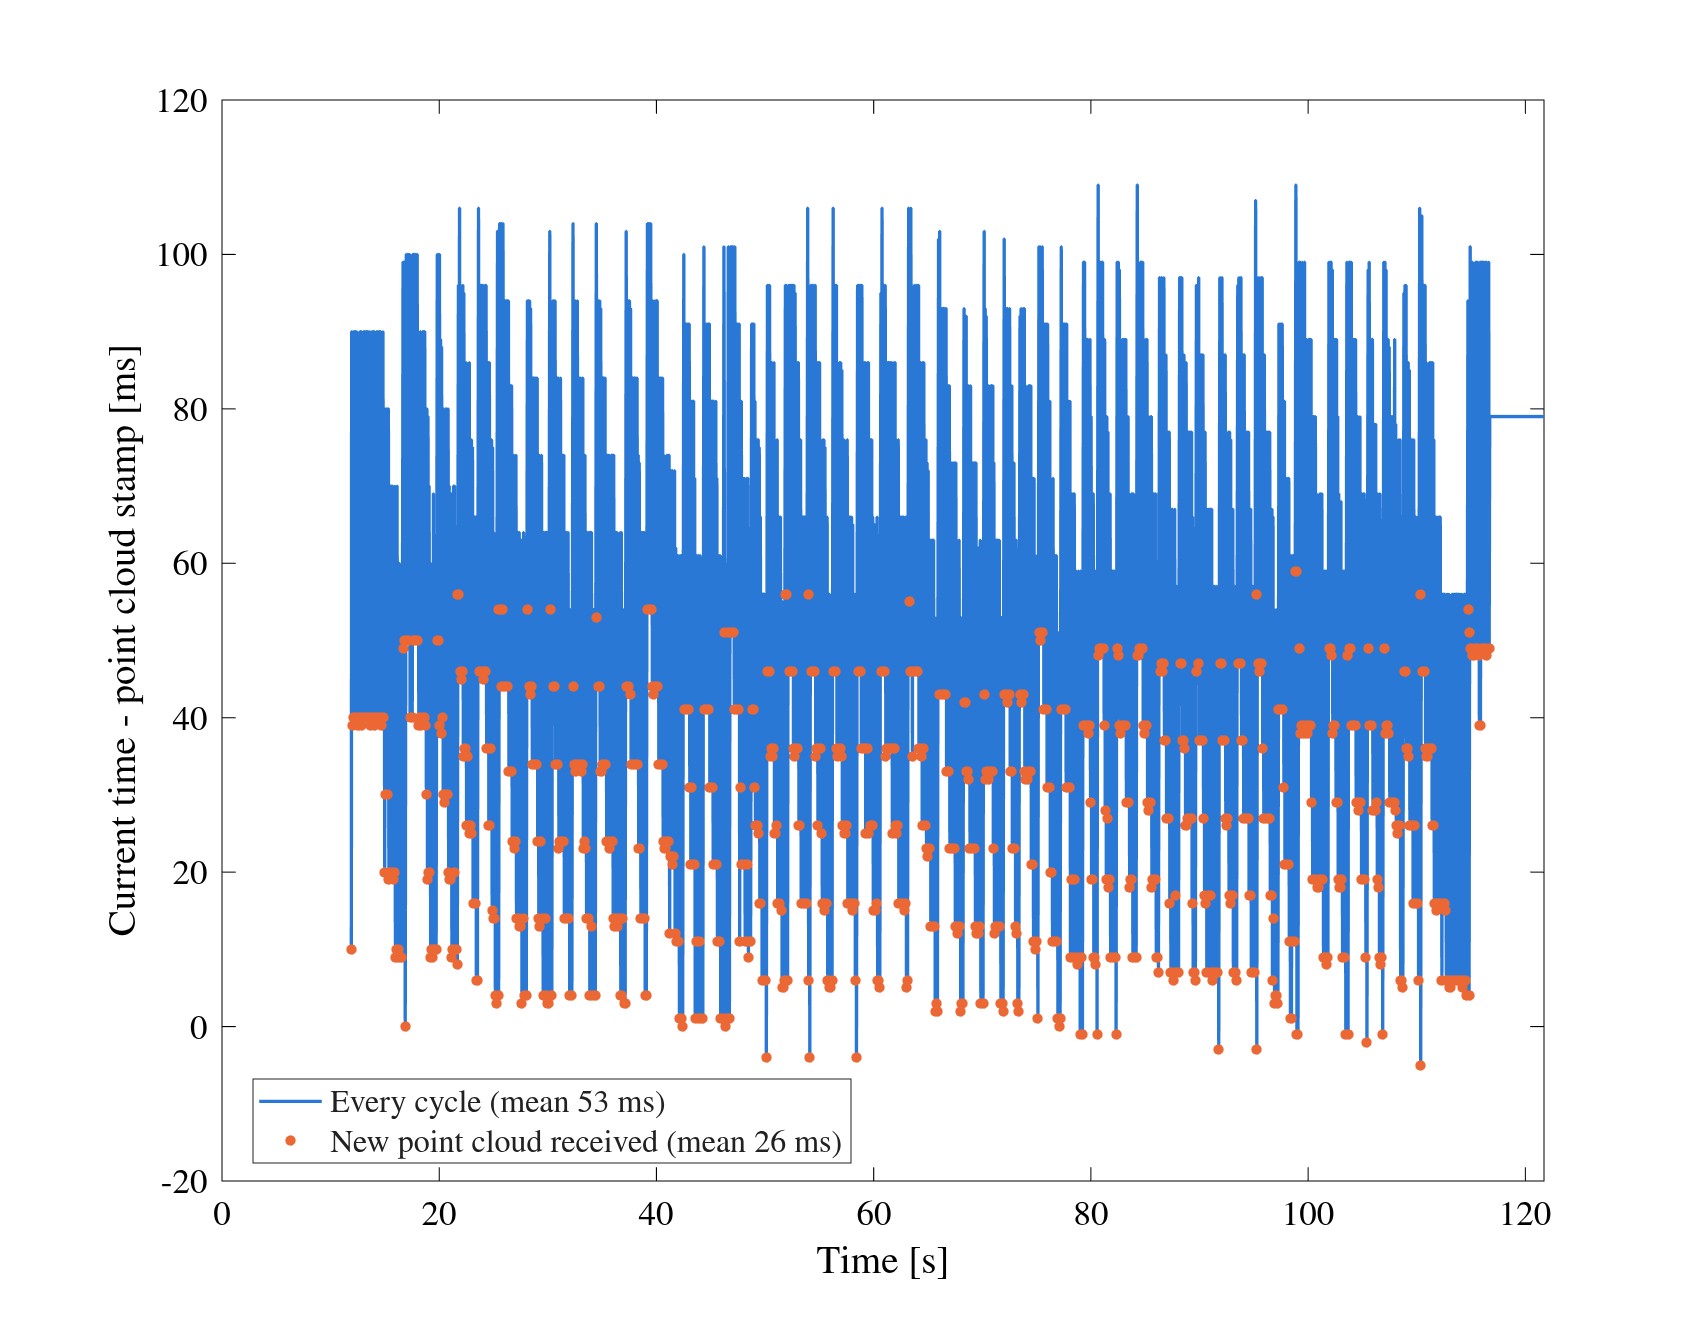 120
100
80
60
40
20
0
-20
Current time - point cloud stamp [ms]
Every cycle (mean 53 ms)
New point cloud received (mean 26 ms)
0 20 40 60 80 100 120
Time [s]